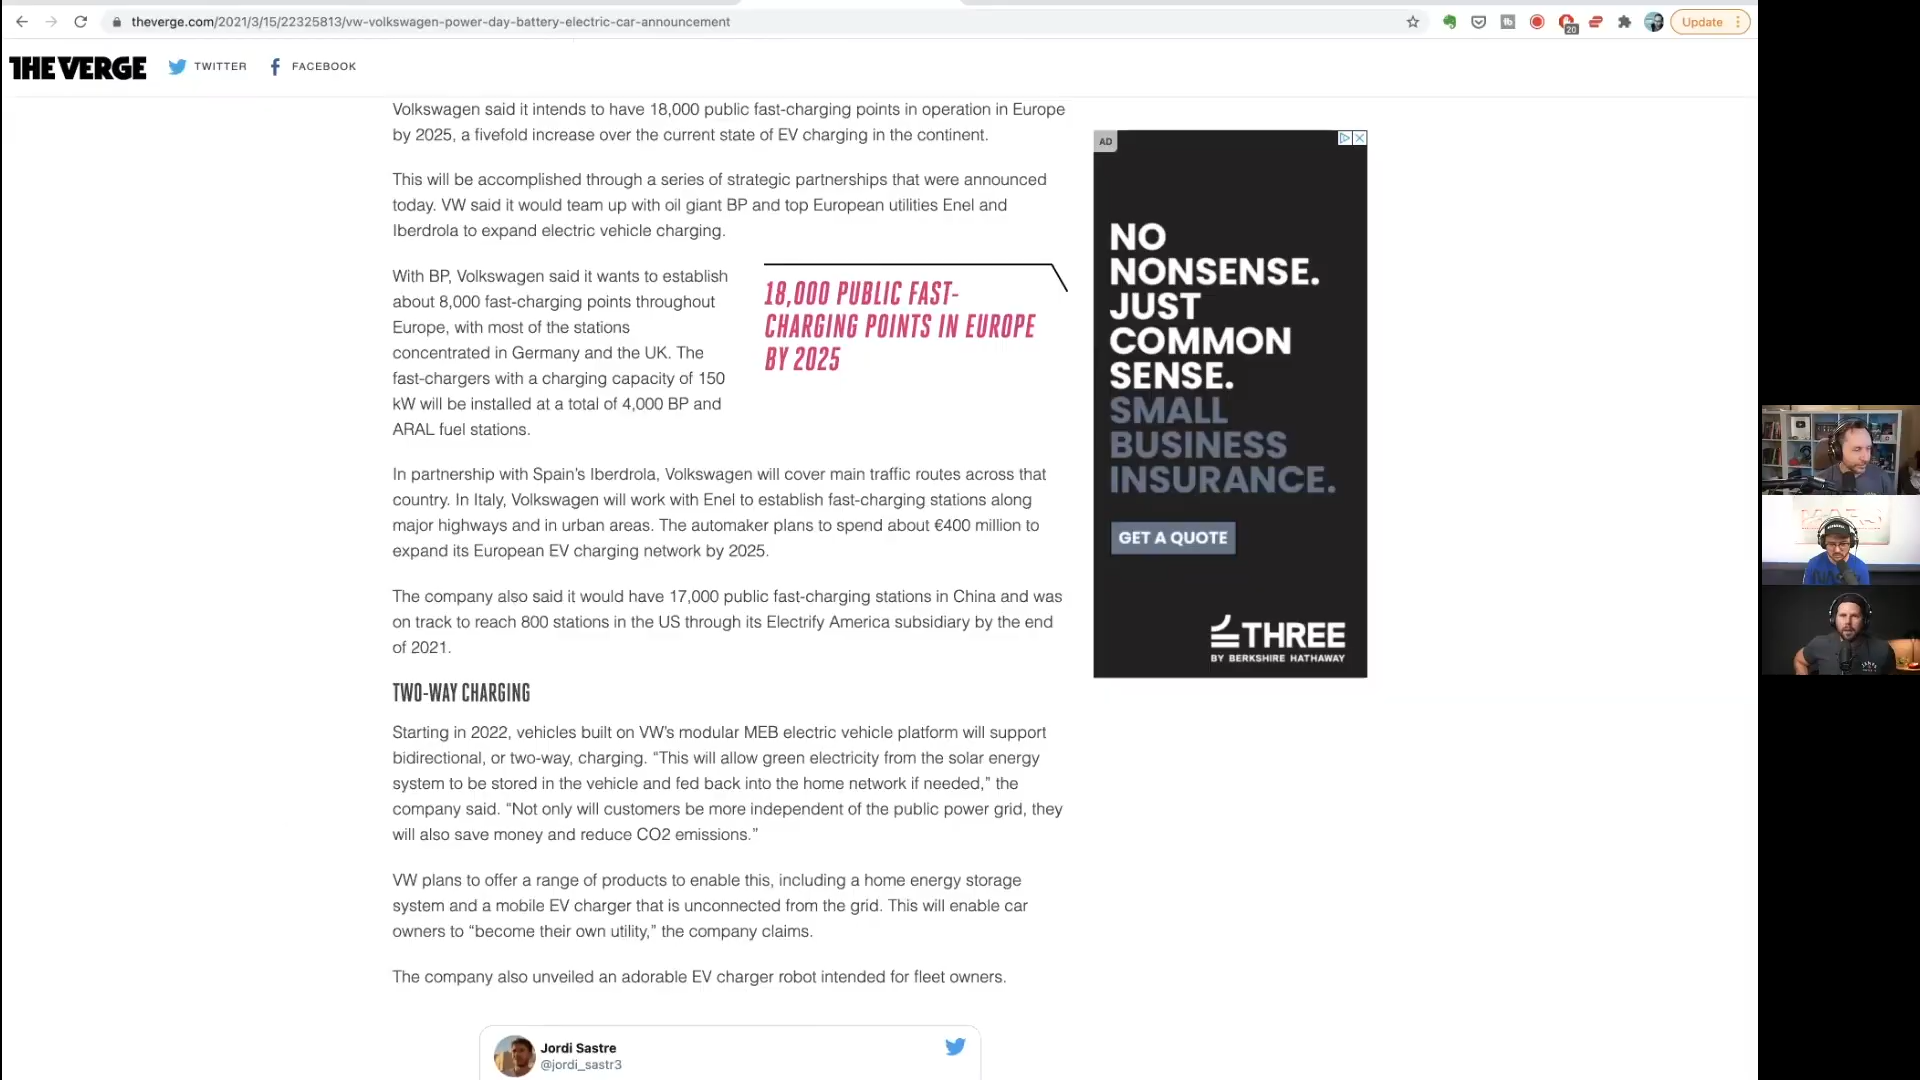 theverge.com/2021/3/15/22325813/vw-volkswagen-power-day-battery-electric-car-announcement
20
Update
THE VERGE
TWITTER
FACEBOOK
Volkswagen said it intends to have 18,000 public fast-charging points in operation in Europe
by 2025, a fivefold increase over the current state of EV charging in the continent.
This will be accomplished through a series of strategic partnerships that were announced
today. VW said it would team up with oil giant BP and top European utilities Enel and
Iberdrola to expand electric vehicle charging.
With BP, Volkswagen said it wants to establish
about 8,000 fast-charging points throughout
Europe, with most of the stations
concentrated in Germany and the UK. The
fast-chargers with a charging capacity of 150
kW will be installed at a total of 4,000 BP and
ARAL fuel stations.
18,000 PUBLIC FAST-
CHARGING POINTS IN EUROPE
BY 2025
In partnership with Spain’s Iberdrola, Volkswagen will cover main traffic routes across that
country. In Italy, Volkswagen will work with Enel to establish fast-charging stations along
major highways and in urban areas. The automaker plans to spend about €400 million to
expand its European EV charging network by 2025.
The company also said it would have 17,000 public fast-charging stations in China and was
on track to reach 800 stations in the US through its Electrify America subsidiary by the end
of 2021.
TWO-WAY CHARGING
Starting in 2022, vehicles built on VW’s modular MEB electric vehicle platform will support
bidirectional, or two-way, charging. “This will allow green electricity from the solar energy
system to be stored in the vehicle and fed back into the home network if needed,” the
company said. “Not only will customers be more independent of the public power grid, they
will also save money and reduce CO2 emissions.”
VW plans to offer a range of products to enable this, including a home energy storage
system and a mobile EV charger that is unconnected from the grid. This will enable car
owners to “become their own utility,” the company claims.
The company also unveiled an adorable EV charger robot intended for fleet owners.
Jordi Sastre
@jordi_sastr3
AD
NO
NONSENSE.
JUST
COMMON
SENSE.
SMALL
BUSINESS
INSURANCE.
GET A QUOTE
THREE
BY BERKSHIRE HATHAWAY